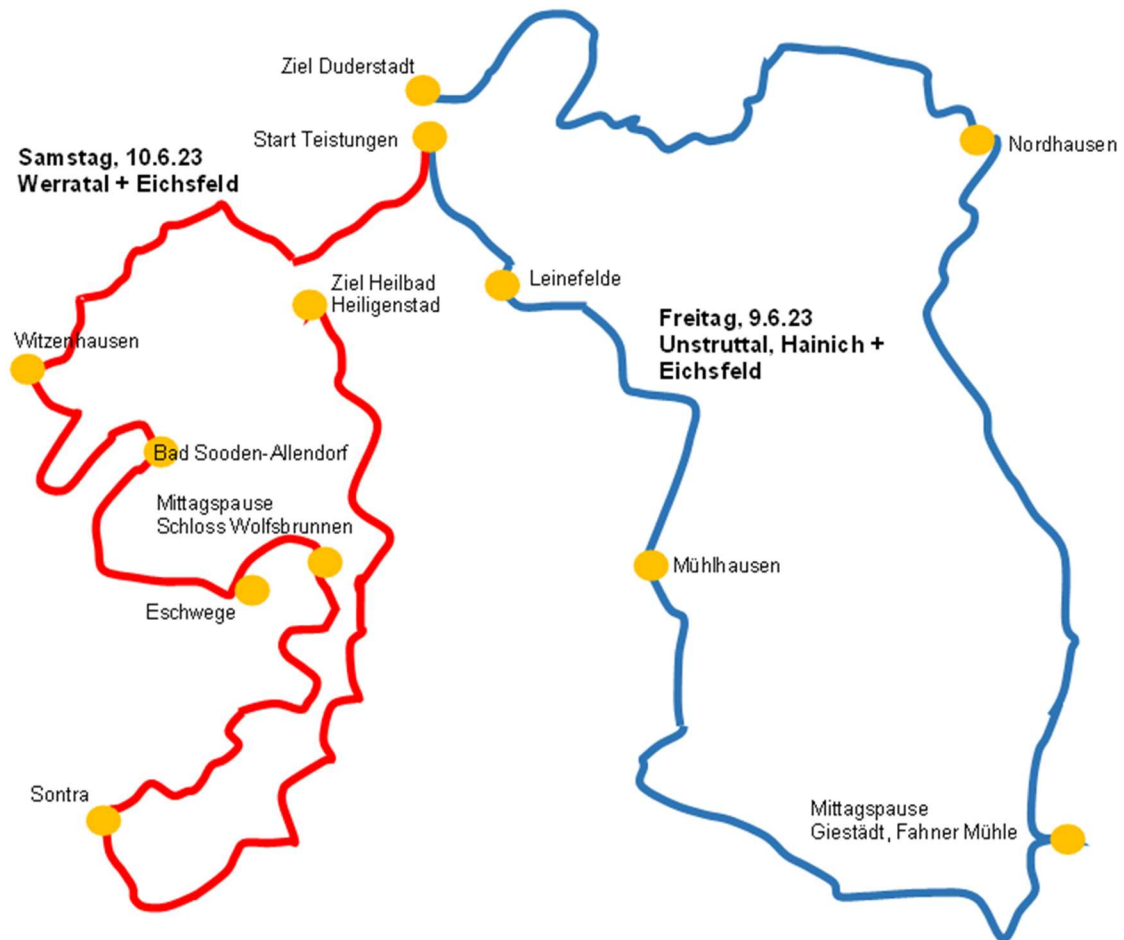 Ziel Duderstadt
Start Teistungen
Nordhausen
Samstag, 10.6.23
Werratal + Eichsfeld
Ziel Heilbad
Heiligenstad
Leinefelde
Freitag, 9.6.23
Unstruttal, Hainich +
Eichsfeld
Witzenhausen
Bad Sooden-Allendorf
Mittagspause
Schloss Wolfsbrunnen
Mühlhausen
Eschwege
Sontra
Mittagspause
Giestädt, Fahner Mühle